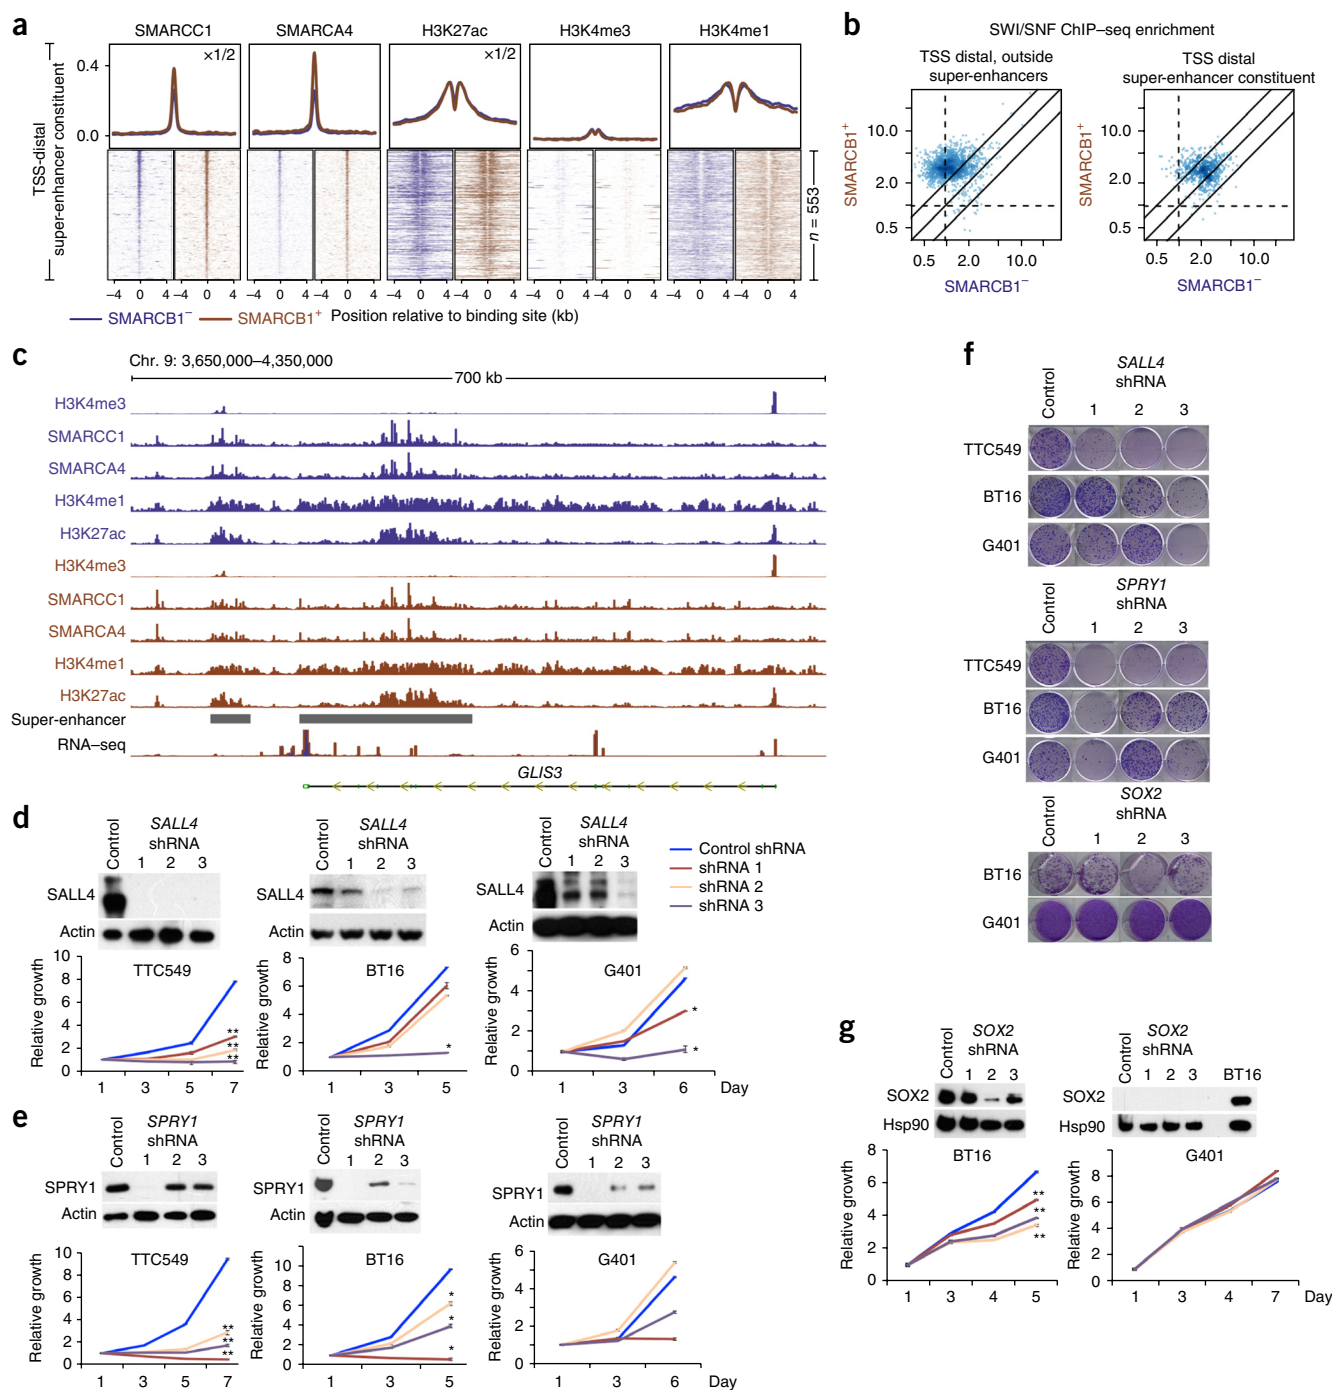 a
SMARCC1 SMARCA4 H3K27ac H3K4me3 H3K4me1
×1/2 ×1/2
0.4
0.0
TSS-distal
super-enhancer constituent
n = 553
–4 0 4 –4 0 4 –4 0 4 –4 0 4 –4 0 4 –4 0 4 –4 0 4 –4 0 4 –4 0 4 –4 0 4
SMARCB1– SMARCB1+ Position relative to binding site (kb)
b
SWI/SNF ChIP–seq enrichment
TSS distal, outside
super-enhancers
SMARCB1+
10.0
2.0
0.5
0.5 2.0 10.0
SMARCB1–
TSS distal
super-enhancer constituent
SMARCB1+
10.0
2.0
0.5
0.5 2.0 10.0
SMARCB1–
c
Chr. 9: 3,650,000–4,350,000
700 kb
H3K4me3
SMARCC1
SMARCA4
H3K4me1
H3K27ac
H3K4me3
SMARCC1
SMARCA4
H3K4me1
H3K27ac
Super-enhancer
RNA–seq
GLIS3
d
Control
SALL4
shRNA
1 2 3
SALL4
Actin
Control
SALL4
shRNA
1 2 3
SALL4
Actin
Control
SALL4
shRNA
1 2 3
SALL4
Actin
Control shRNA
shRNA 1
shRNA 2
shRNA 3
Relative growth
10
8
6
4
2
0
TTC549
**
**
**
1 3 5 7
Relative growth
8
6
4
2
0
BT16
*
1 3 5
Relative growth
6
4
2
0
G401
*
*
1 3 6 Day
e
Control
SPRY1
shRNA
1 2 3
SPRY1
Actin
Control
SPRY1
shRNA
1 2 3
SPRY1
Actin
Control
SPRY1
shRNA
1 2 3
SPRY1
Actin
Relative growth
10
8
6
4
2
0
TTC549
**
**
**
1 3 5 7
Relative growth
10
8
6
4
2
0
BT16
*
*
*
1 3 5
Relative growth
6
5
4
3
2
1
0
G401
1 3 6 Day
f
Control
SALL4
shRNA
1 2 3
TTC549
BT16
G401
Control
SPRY1
shRNA
1 2 3
TTC549
BT16
G401
Control
SOX2
shRNA
1 2 3
BT16
G401
g
Control
SOX2
shRNA
1 2 3
SOX2
Hsp90
Control
SOX2
shRNA
1 2 3 BT16
SOX2
Hsp90
Relative growth
8
6
4
2
0
BT16
**
**
**
1 3 4 5
Relative growth
8
6
4
2
0
G401
1 3 4 7 Day